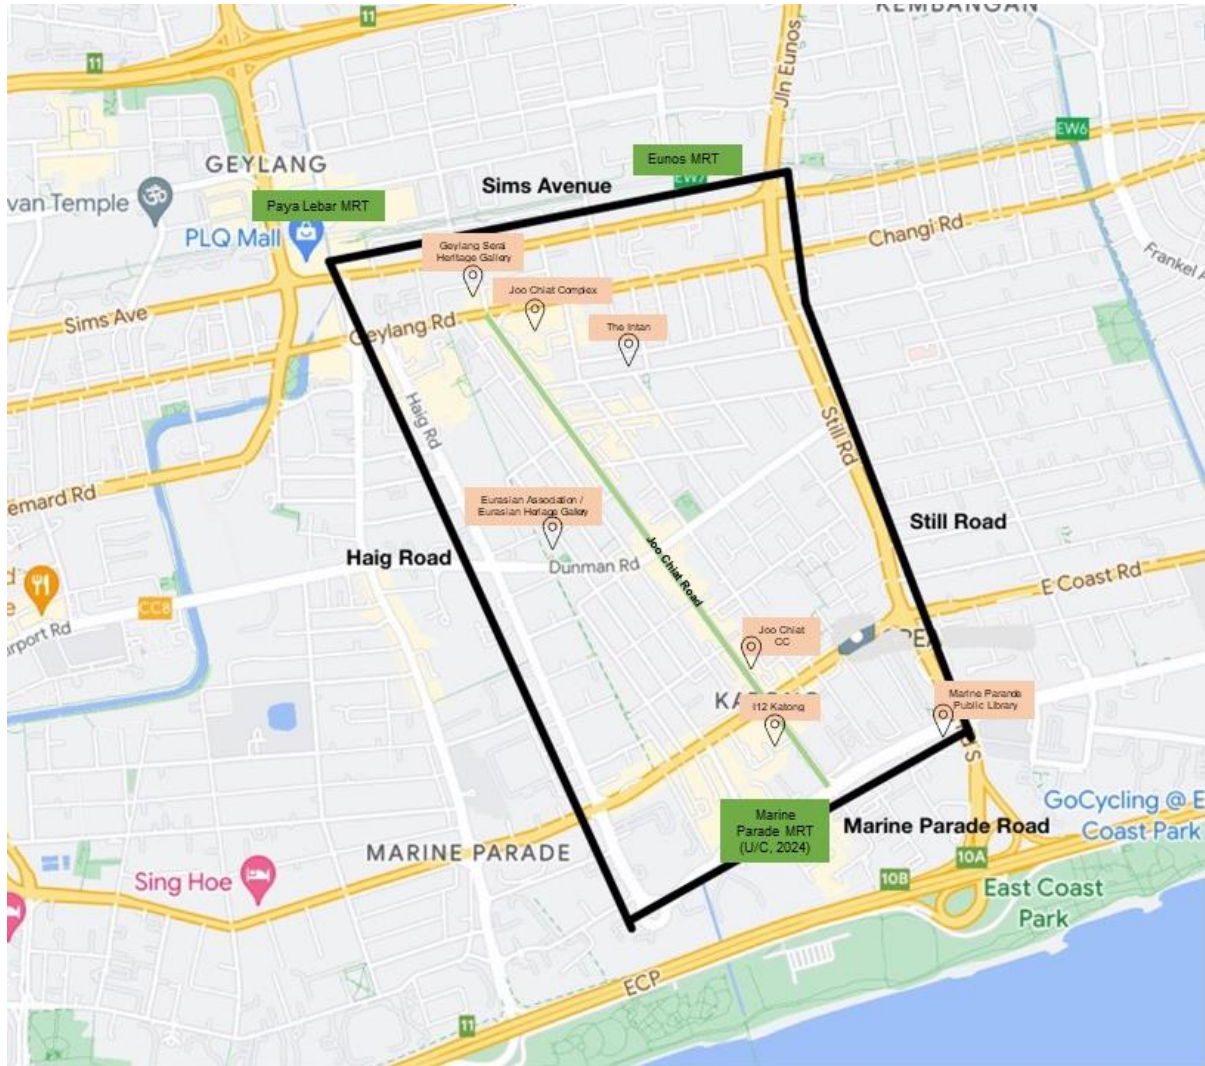 KEMBANGAN
11
11
Jln Eunos
EW6
Eunos MRT
EW7
GEYLANG
Sims Avenue
van Temple
Paya Lebar MRT
PLQ Mall
Changi Rd
Geylang Serai
Heritage Gallery
Frankel A
Joo Chiat Complex
Sims Ave
Geylang Rd
The Intan
Haig Rd
Still Rd
emard Rd
Eurasian Association /
Eurasian Heritage Gallery
Still Road
Haig Road
Dunman Rd
Joo Chiat Road
E Coast Rd
CC8
irport Rd
Joo Chiat
CC
Marine Parande
Public Library
I12 Katong
GoCycling @ E
Coast Park
Marine
Parade MRT
(U/C, 2024)
Marine Parade Road
MARINE PARADE
10A
10B
Sing Hoe
East Coast
Park
ECP
11